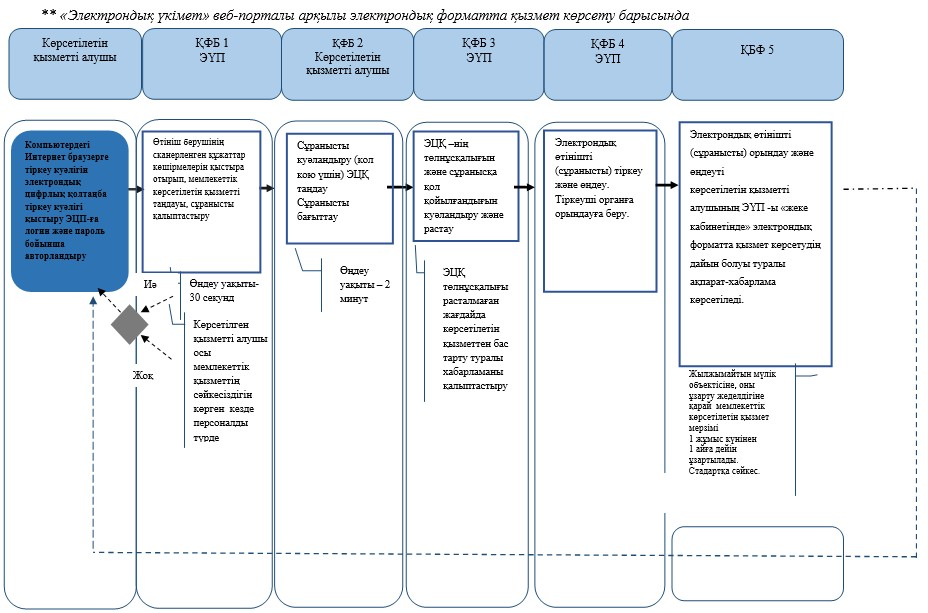 ** «Электрондық үкімет» веб-порталы арқылы электрондық форматта қызмет көрсету барысында
Көрсетілетін
қызметті алушы
ҚФБ 1
ЭҮП
ҚФБ 2
Көрсетілетін
қызметті алушы
ҚФБ 3
ЭҮП
ҚФБ 4
ЭҮП
ҚБФ 5
Компьютердегі
Интернет браузерге
тіркеу куәлігін
электрондық
цифрлық қолтаңба
тіркеу куәлігі
қыстыру ЭЦП-ға
логин және пароль
бойынша
авторландыру
Өтініш берушінің
сканерленген құжаттар
көшірмелерін қыстыра
отырып, мемлекеттік
көрсетілетін қызметті
таңдауы, сұранысты
қалыптастыру
Сұранысты
куәландыру (қол
қою үшін) ЭЦҚ
таңдау
Сұранысты
бағыттау
ЭЦҚ –нін
төлнұсқалығын
және сұранысқа
қол
қойылғандығын
куәландыру және
растау
Электрондық
өтінішті
(сұранысты) тіркеу
және өңдеу.
Тіркеуші органға
орындауға беру.
Электрондық өтінішті
(сұранысты) орындау және
өңдеуті
көрсетілетін қызметті
алушының ЭҮП -ы «жеке
кабинетінде» электрондық
форматта қызмет көрсетудің
дайын болуы туралы
ақпарат-хабарлама
көрсетіледі.
Иә
Жоқ
Өңдеу уақыты-
30 секунд
Көрсетілген
қызметті алушы
осы
мемлекеттік
қызметтің
сәйкесіздігін
көрген кезде
персоналды
түрде
Өңдеу
уақыты – 2
минут
ЭЦҚ
төлнұсқалығы
расталмаған
жағдайда
көрсетілетін
қызметтен бас
тарту туралы
хабарламаны
қалыптастыру
Жылжымайтын мүлік
объектісіне, оны
ұзарту жеделдігіне
қарай мемлекеттік
көрсетілетін қызмет
мерзімі
1 жұмыс күнінен
1 айға дейін
ұзартылады.
Стадартқа сәйкес.